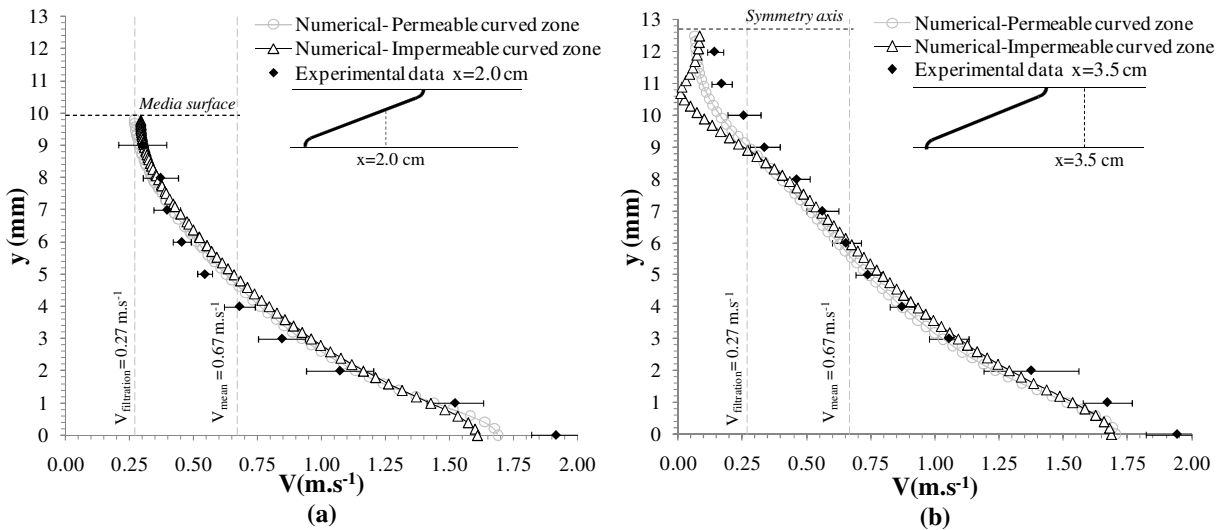 Numerical- Permeable curved zone
Numerical- Impermeable curved zone
Experimental data x=2.0 cm
Media surface
x=2.0 cm
13
12
11
10
9
8
7
6
5
4
3
2
1
0
y (mm)
V filtration = 0.27 m.s-1
V mean = 0.67 m.s-1
0.00 0.25 0.50 0.75 1.00 1.25 1.50 1.75 2.00
V(m.s-1)
(a)
Symmetry axis
Numerical-Permeable curved zone
Numerical-Impermeable curved zone
Experimental data x=3.5 cm
x=3.5 cm
13
12
11
10
9
8
7
6
5
4
3
2
1
0
y (mm)
V filtration = 0.27 m.s-1
V mean = 0.67 m.s-1
0.00 0.25 0.50 0.75 1.00 1.25 1.50 1.75 2.00
V(m.s-1)
(b)